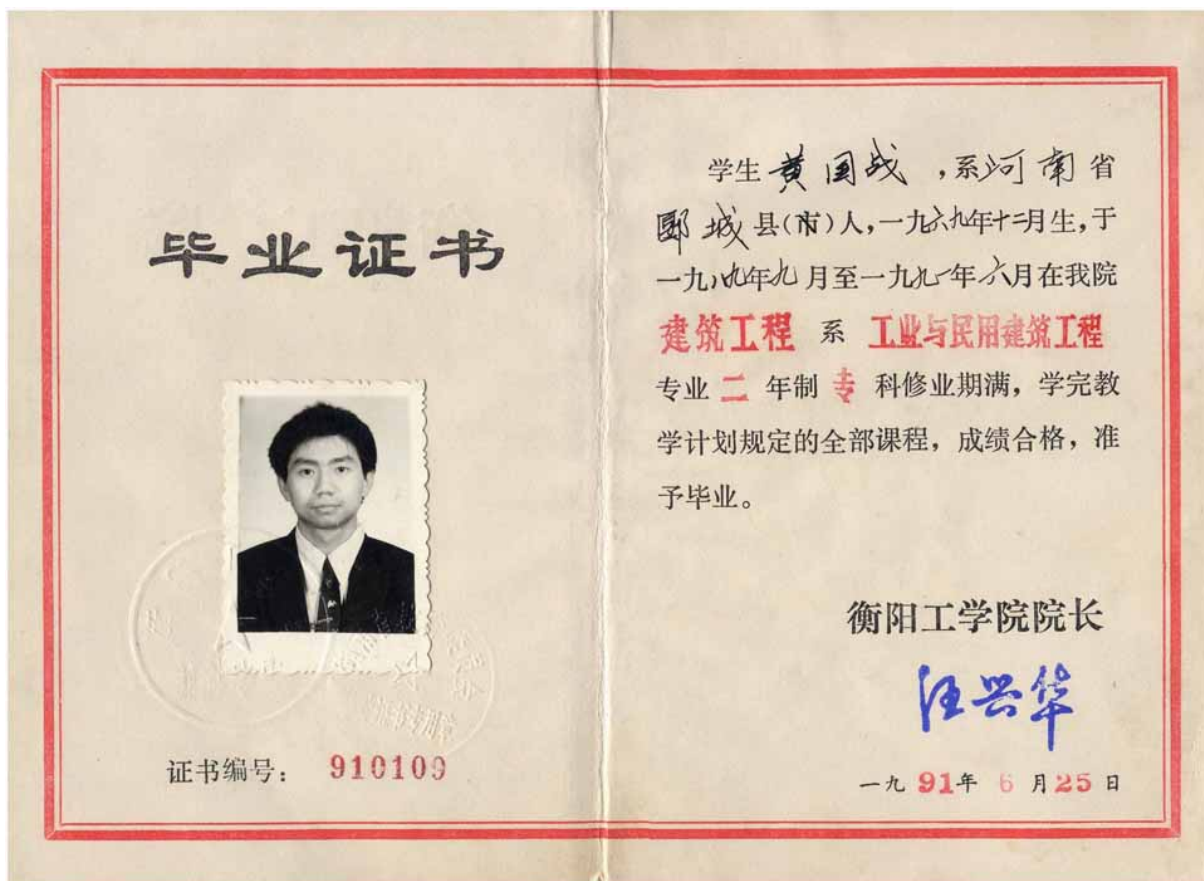 毕业证书
证书编号：910109
学生黄国战，系河南省
郾城县(市)人，一九六九年十二月生，于
一九八九年九月至一九九一年六月在我院
建筑工程 系 工业与民用建筑工程
专业 二 年制 专 科修业期满，学完教
学计划规定的全部课程，成绩合格，准
予毕业。
衡阳工学院院长
汪兴华
一九91年6月25日